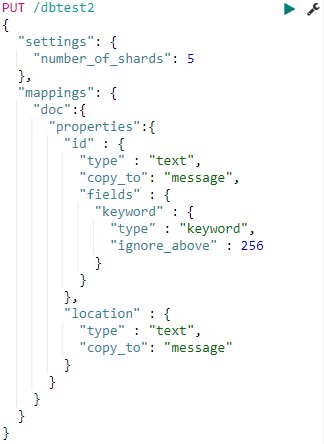 PUT /dbtest2
{
  "settings": {
    "number_of_shards": 5
  },
  "mappings": {
    "doc":{
      "properties":{
        "id" : {
          "type" : "text",
          "copy_to": "message",
          "fields" : {
            "keyword" : {
              "type" : "keyword",
              "ignore_above" : 256
            }
          }
        },
        "location" : {
          "type" : "text",
          "copy_to": "message"
        }
      }
    }
  }
}